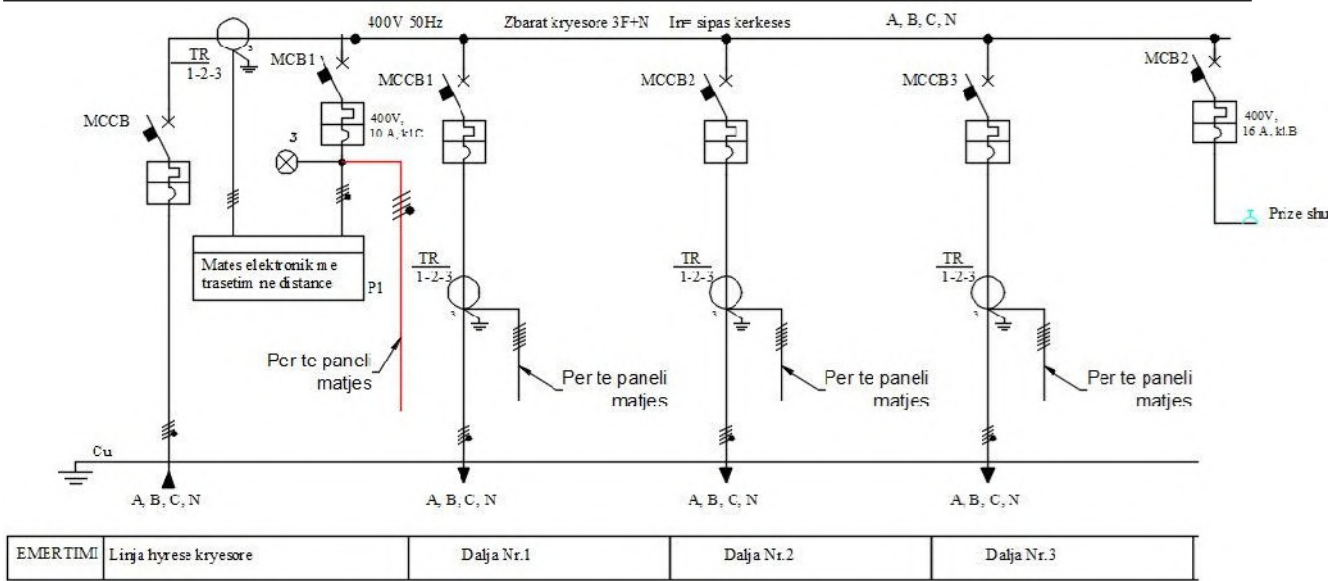 400V 50Hz Zbarat kryesore 3F+N In= sipas kerkeses A, B, C, N
TR
1-2-3
3
MCB1
MCCB1
MCCB2
MCCB3
MCB2
MCCB
400V,
10 A, kl.C
400V,
16 A, kl.B
3
Prize shu
Mates elektronik me
trasetim ne distance
P1
TR
1-2-3
3
TR
1-2-3
3
TR
1-2-3
3
Per te paneli
matjes
Per te paneli
matjes
Per te paneli
matjes
Per te paneli
matjes
Cu
A, B, C, N
A, B, C, N
A, B, C, N
A, B, C, N
EMERTIMI Linja hyrese kryesore Dalja Nr.1 Dalja Nr.2 Dalja Nr.3